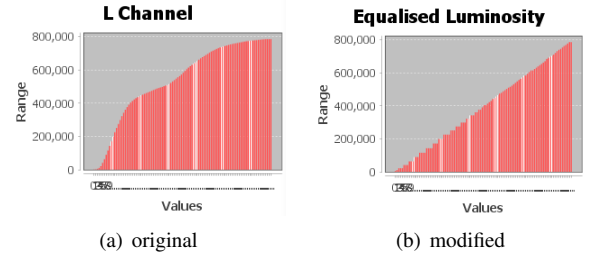 L Channel
Range
800,000
600,000
400,000
200,000
0
Values
(a) original
Equalised Luminosity
Range
800,000
600,000
400,000
200,000
0
Values
(b) modified